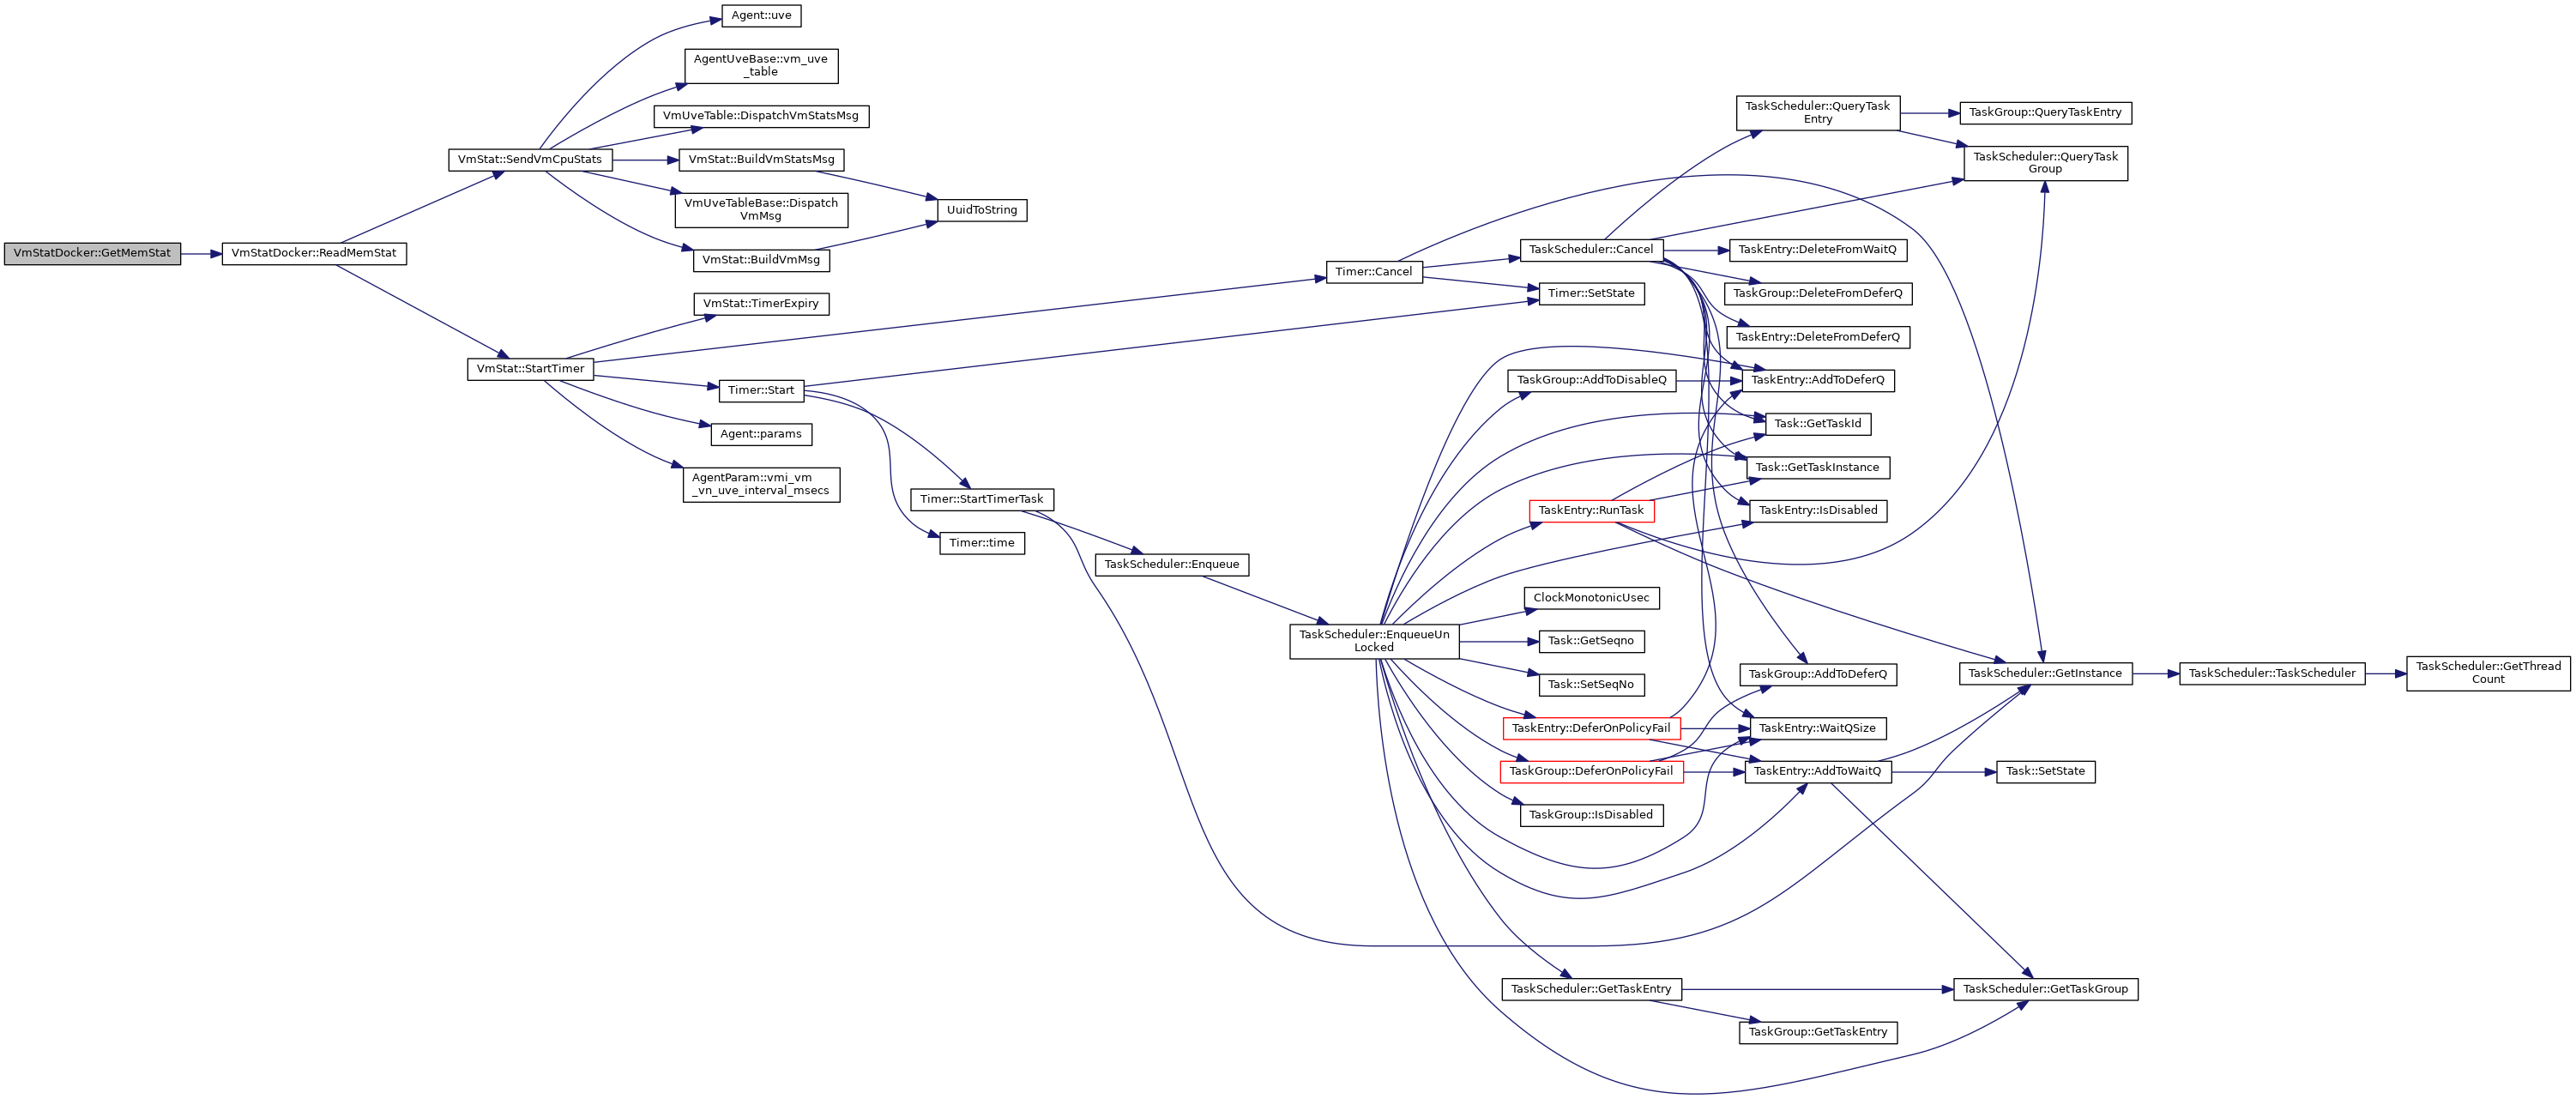 VmStatDocker::GetMemStat
VmStatDocker::ReadMemStat
VmStat::SendVmCpuStats
Agent::uve
AgentUveBase::vm_uve
_table
VmUveTable::DispatchVmStatsMsg
VmStat::BuildVmStatsMsg
VmUveTableBase::Dispatch
VmMsg
VmStat::BuildVmMsg
UuidToString
VmStat::StartTimer
VmStat::TimerExpiry
Timer::Start
Agent::params
AgentParam::vmi_vm
_vn_uve_interval_msecs
Timer::StartTimerTask
Timer::time
TaskScheduler::Enqueue
Timer::Cancel
TaskScheduler::EnqueueUn
Locked
TaskScheduler::Cancel
Timer::SetState
TaskGroup::AddToDisableQ
TaskEntry::RunTask
ClockMonotonicUsec
Task::GetSeqno
Task::SetSeqNo
TaskEntry::DeferOnPolicyFail
TaskGroup::DeferOnPolicyFail
TaskGroup::IsDisabled
TaskScheduler::GetTaskEntry
TaskScheduler::QueryTask
Entry
TaskEntry::DeleteFromWaitQ
TaskGroup::DeleteFromDeferQ
TaskEntry::DeleteFromDeferQ
TaskEntry::AddToDeferQ
Task::GetTaskId
Task::GetTaskInstance
TaskEntry::IsDisabled
TaskGroup::AddToDeferQ
TaskEntry::WaitQSize
TaskEntry::AddToWaitQ
TaskGroup::GetTaskEntry
TaskGroup::QueryTaskEntry
TaskScheduler::QueryTask
Group
TaskScheduler::GetInstance
Task::SetState
TaskScheduler::GetTaskGroup
TaskScheduler::TaskScheduler
TaskScheduler::GetThread
Count